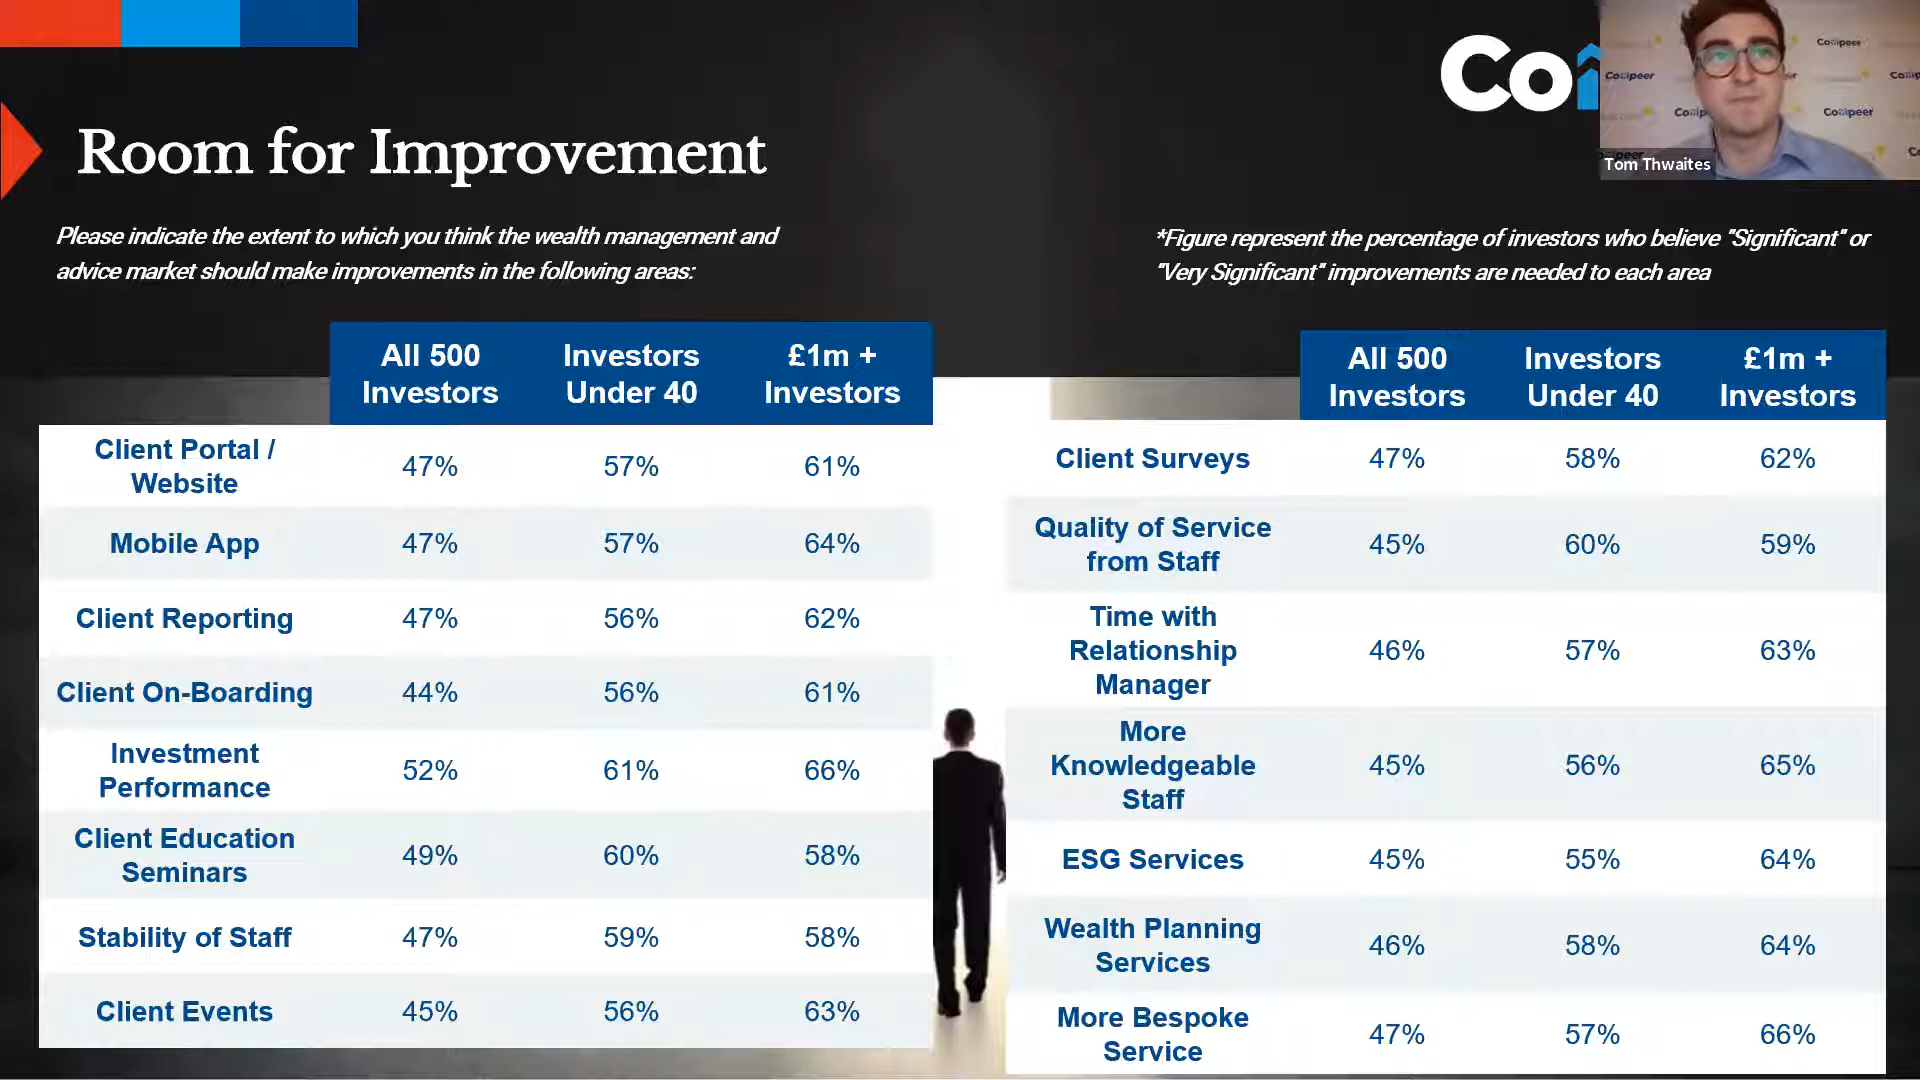 Co
Compeer
Compeer
Compeer
Tom Thwaites
Room for Improvement
Please indicate the extent to which you think the wealth management and
advice market should make improvements in the following areas:
*Figure represent the percentage of investors who believe "Significant" or
"Very Significant" improvements are needed to each area
All 500 Investors Under 40 £1m +
Investors Investors Investors
All 500
Investors
Investors
Under 40
£1m +
Investors
Client Portal /
Website
47% 57% 61%
Mobile App 47% 57% 64%
Client Reporting 47% 56% 62%
Client On-Boarding 44% 56% 61%
Investment
Performance
52% 61% 66%
Client Education
Seminars
49% 60% 58%
Stability of Staff 47% 59% 58%
Client Events 45% 56% 63%
Client Surveys 47% 58% 62%
Quality of Service
from Staff
45% 60% 59%
Time with
Relationship
Manager
46% 57% 63%
More
Knowledgeable
Staff
45% 56% 65%
ESG Services 45% 55% 64%
Wealth Planning
Services
46% 58% 64%
More Bespoke
Service
47% 57% 66%